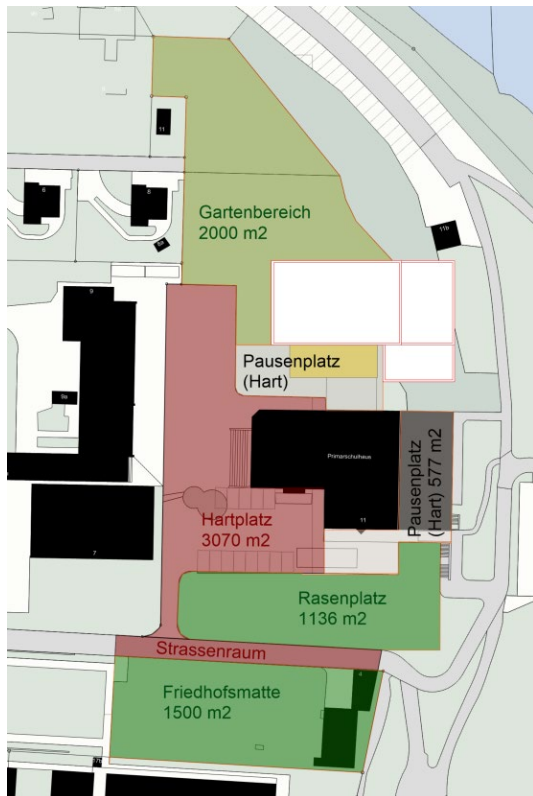 11
6
8
8a
Gartenbereich
2000 m2
11b
9
Pausenplatz
(Hart)
9a
Primarschulhaus
Pausenplatz
(Hart) 577 m2
11
Hartplatz
3070 m2
7
Rasenplatz
1136 m2
Strassenraum
4
Friedhofsmatte
1500 m2